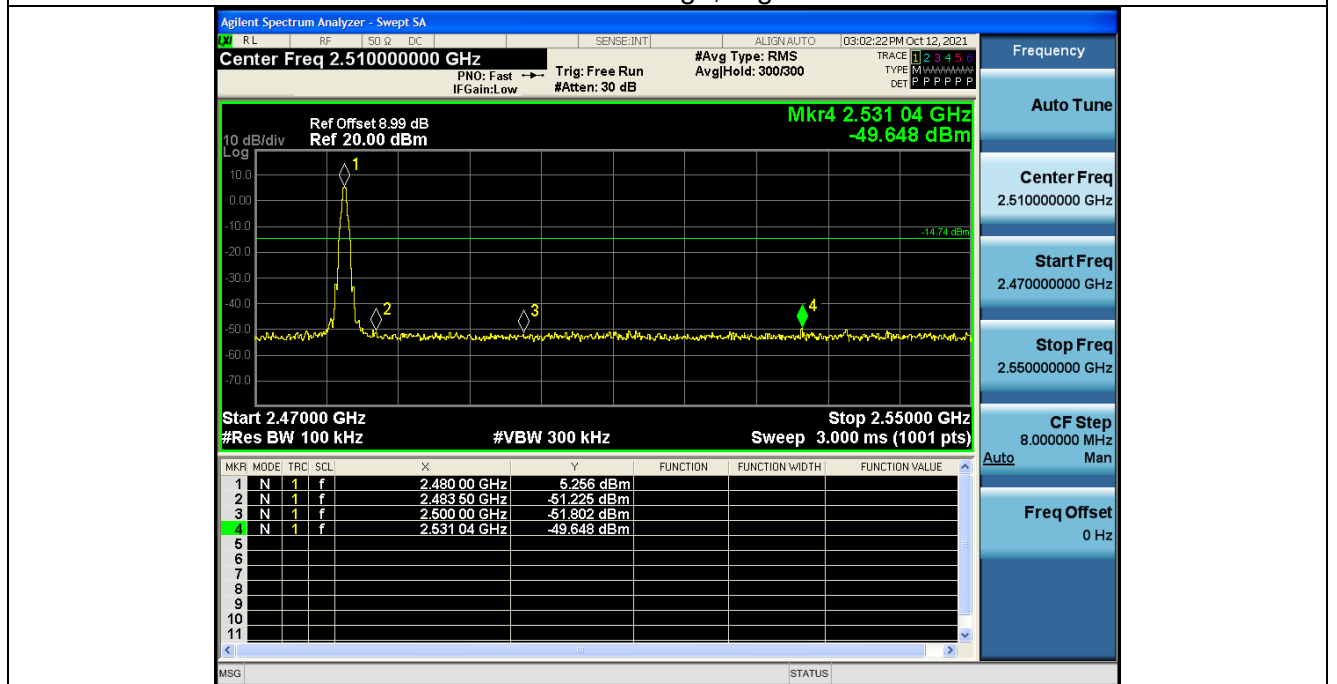 Agilent Spectrum Analyzer - Swept SA
LXI RL RF 50 Ω DC SENSE:INT ALIGN AUTO 03:02:22 PM Oct 12, 2021
Center Freq 2.510000000 GHz
PNO: Fast
IFGain:Low
Trig: Free Run
#Atten: 30 dB
#Avg Type: RMS
Avg|Hold: 300/300
TRACE 1 2 3 4 5 6
TYPE M
DET P P P P P P
Mkr4 2.531 04 GHz
-49.648 dBm
Ref Offset 8.99 dB
10 dB/div Ref 20.00 dBm
Log
10.0
0.00
-10.0
-20.0
-30.0
-40.0
-50.0
-60.0
-70.0
1
2
3
4
-14.74 dBm
Start 2.47000 GHz Stop 2.55000 GHz
#Res BW 100 kHz #VBW 300 kHz Sweep 3.000 ms (1001 pts)
MKR MODE TRC SCL X Y FUNCTION FUNCTION WIDTH FUNCTION VALUE
1 N 1 f 2.480 00 GHz 5.256 dBm
2 N 1 f 2.483 50 GHz -51.225 dBm
3 N 1 f 2.500 00 GHz -51.802 dBm
4 N 1 f 2.531 04 GHz -49.648 dBm
5
6
7
8
9
10
11
MSG STATUS
Frequency
Auto Tune
Center Freq
2.510000000 GHz
Start Freq
2.470000000 GHz
Stop Freq
2.550000000 GHz
CF Step
8.000000 MHz
Auto Man
Freq Offset
0 Hz